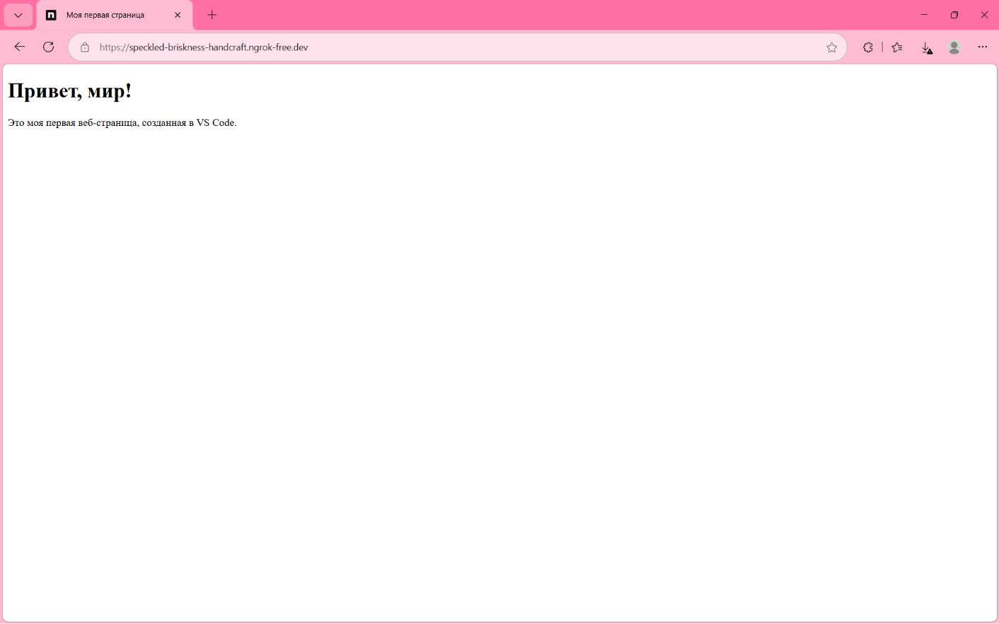 Моя первая страница
https://speckled-briskness-handcraft.ngrok-free.dev
Привет, мир!
Это моя первая веб-страница, созданная в VS Code.